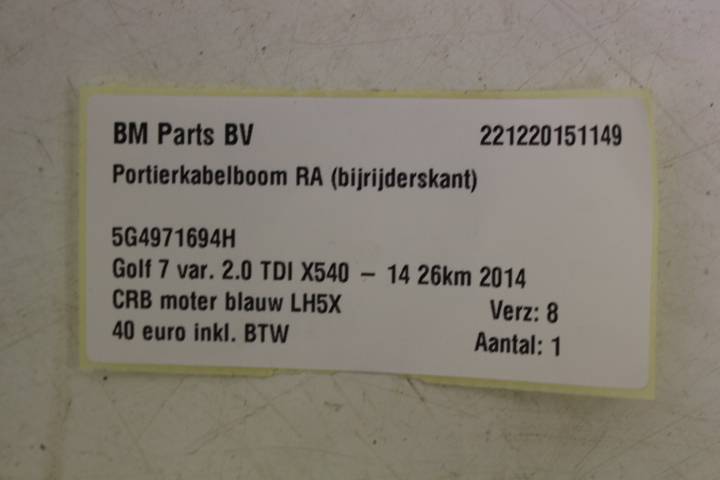 BM Parts BV 221220151149
Portierkabelboom RA (bijrijderskant)
5G4971694H
Golf 7 var. 2.0 TDI X540 – 14 26km 2014
CRB moter blauw LH5X Verz: 8
40 euro inkl. BTW Aantal: 1